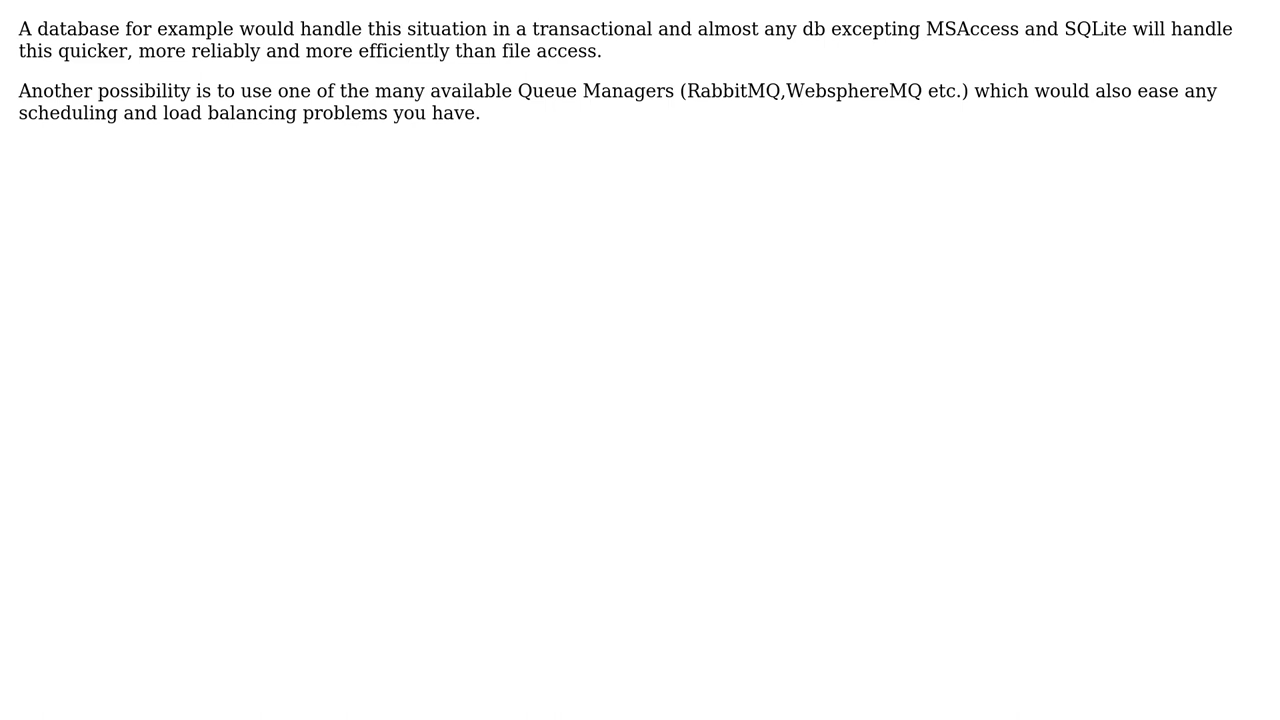 A database for example would handle this situation in a transactional and almost any db excepting MSAccess and SQLite will handle
this quicker, more reliably and more efficiently than file access.
Another possibility is to use one of the many available Queue Managers (RabbitMQ,WebsphereMQ etc.) which would also ease any
scheduling and load balancing problems you have.